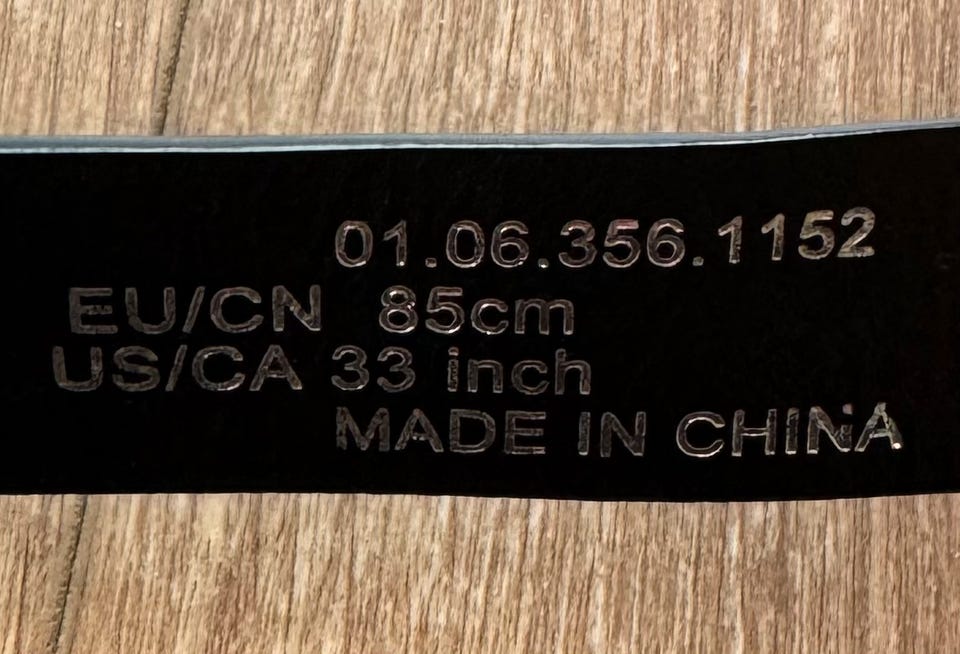 01.06.356.1152
EU/CN 85cm
US/CA 33 inch
MADE IN CHINA